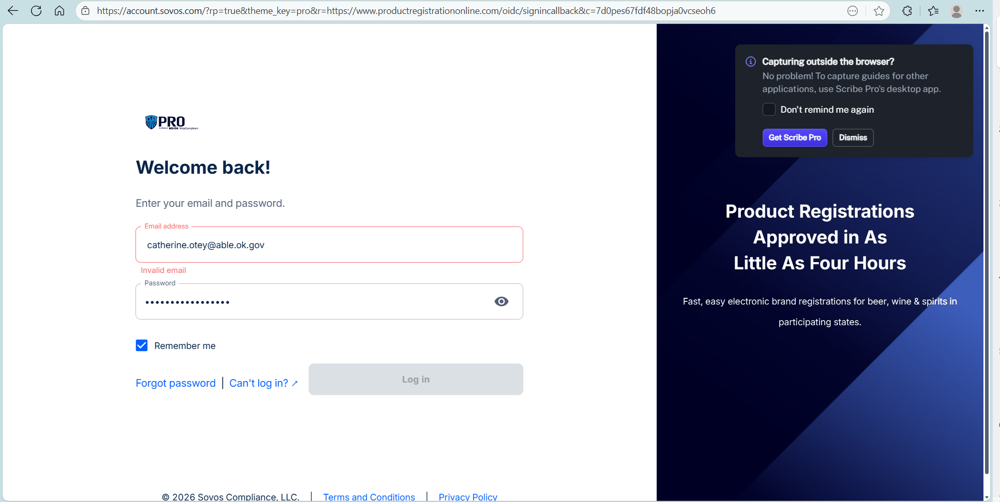 https://account.sovos.com/?rp=true&theme_key=pro&r=https://www.productregistrationonline.com/oidc/signincallback&c=7d0pes67fdf48bopja0vcseoh6
PRO
SOVOS ShipCompliant
Welcome back!
Enter your email and password.
Email address
catherine.otey@able.ok.gov
Invalid email
Password
•••••••••••••••••
Remember me
Forgot password | Can't log in? ↗
Log in
© 2026 Sovos Compliance, LLC. | Terms and Conditions | Privacy Policy
Capturing outside the browser?
No problem! To capture guides for other
applications, use Scribe Pro's desktop app.
Don't remind me again
Get Scribe Pro Dismiss
Product Registrations
Approved in As
Little As Four Hours
Fast, easy electronic brand registrations for beer, wine & spirits in
participating states.